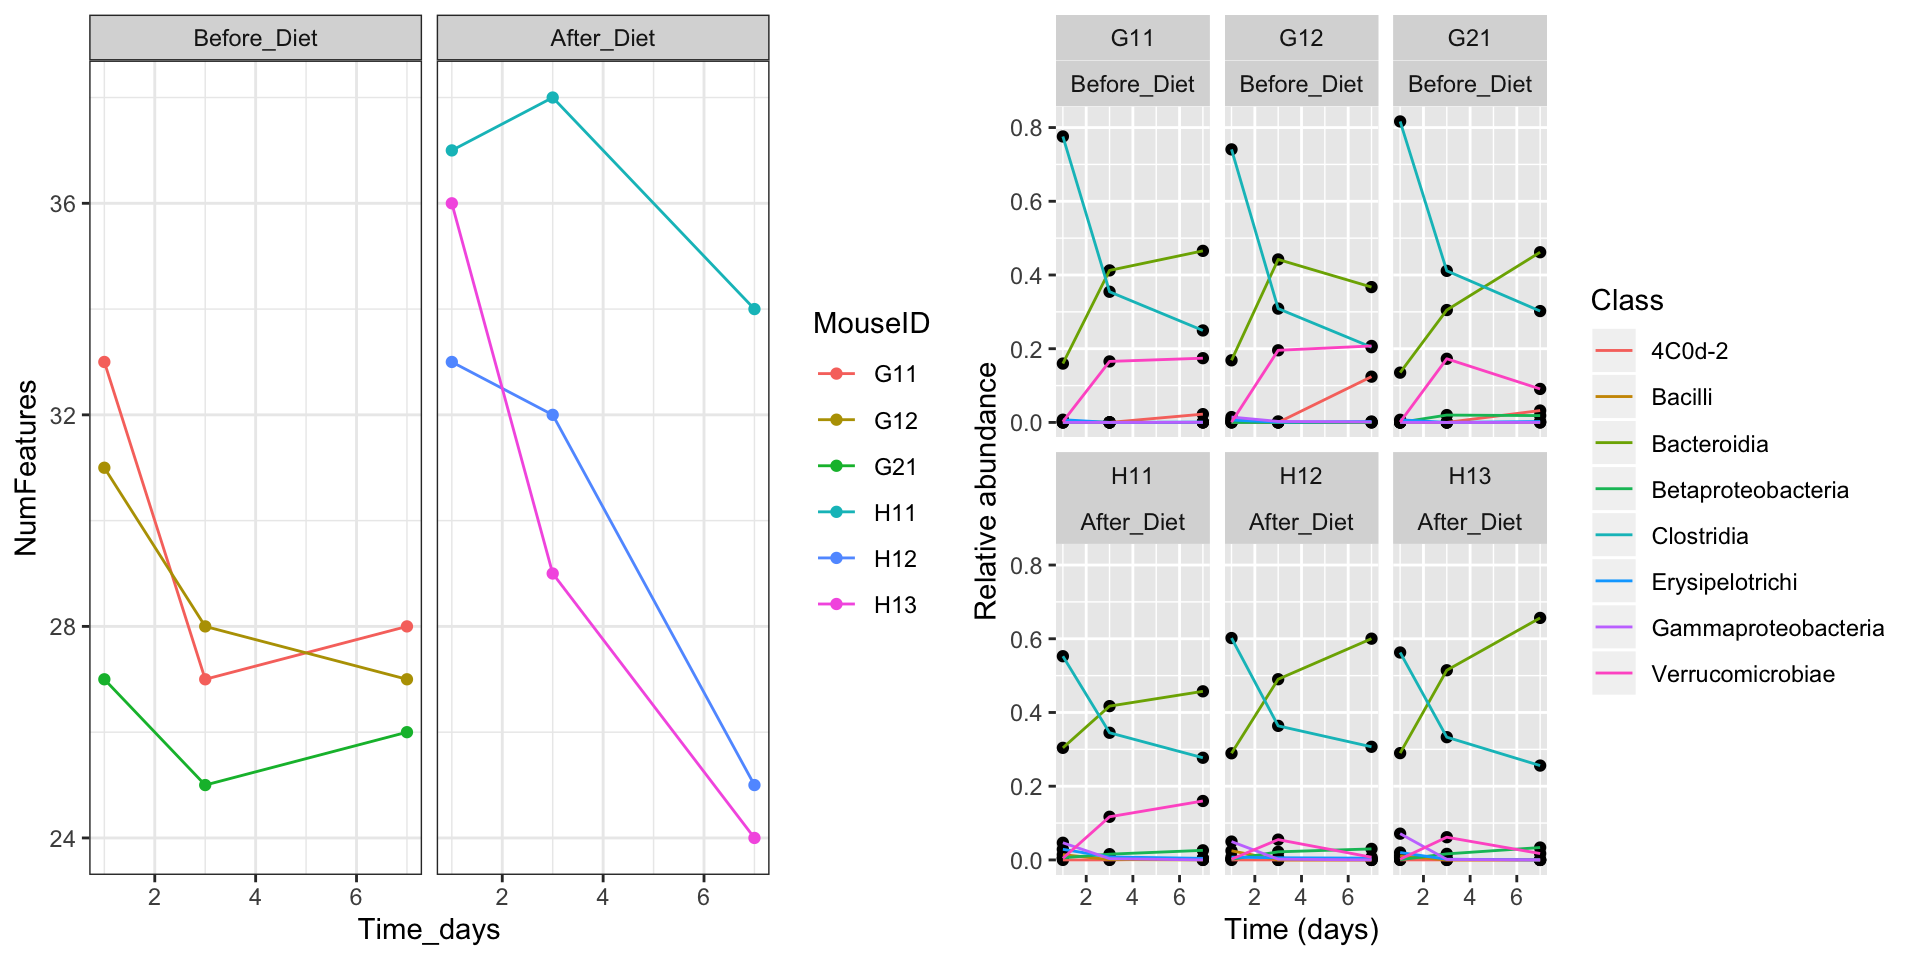 Before_Diet After_Diet
NumFeatures
36
32
28
24
2 4 6 2 4 6
Time_days
MouseID
G11
G12
G21
H11
H12
H13
G11 G12 G21
Before_Diet Before_Diet Before_Diet
0.8
0.6
0.4
0.2
0.0
Relative abundance
H11 H12 H13
After_Diet After_Diet After_Diet
0.8
0.6
0.4
0.2
0.0
2 4 6 2 4 6 2 4 6
Time (days)
Class
4C0d-2
Bacilli
Bacteroidia
Betaproteobacteria
Clostridia
Erysipelotrichi
Gammaproteobacteria
Verrucomicrobiae